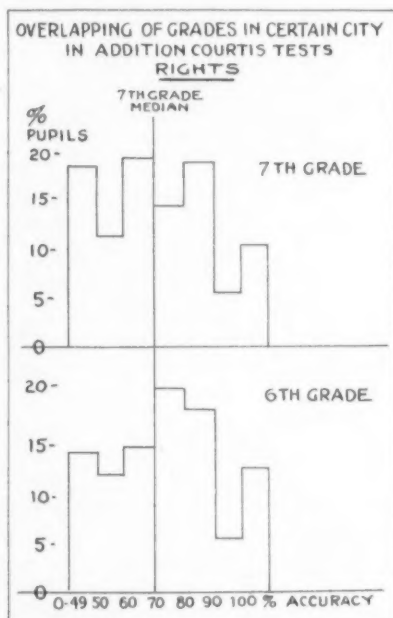 OVERLAPPING OF GRADES IN CERTAIN CITY
IN ADDITION COURTIS TESTS
RIGHTS
7TH GRADE
MEDIAN
%
PUPILS
20-
15-
10-
5-
0
7TH GRADE
20-
15-
10-
5-
0
6TH GRADE
0-49 50 60 70 80 90 100 % ACCURACY